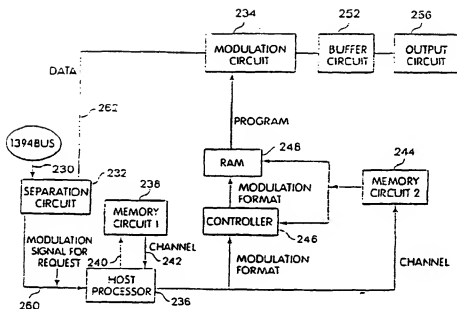 234
252
256
MODULATION
CIRCUIT
BUFFER
CIRCUIT
OUTPUT
CIRCUIT
DATA
262
PROGRAM
1394BUS
230
232
238
248
244
RAM
SEPARATION
CIRCUIT
MEMORY
CIRCUIT 1
MODULATION
FORMAT
MEMORY
CIRCUIT 2
CONTROLLER
246
MODULATION
SIGNAL FOR
REQUEST
240
CHANNEL
242
MODULATION
FORMAT
CHANNEL
HOST
PROCESSOR
236
260